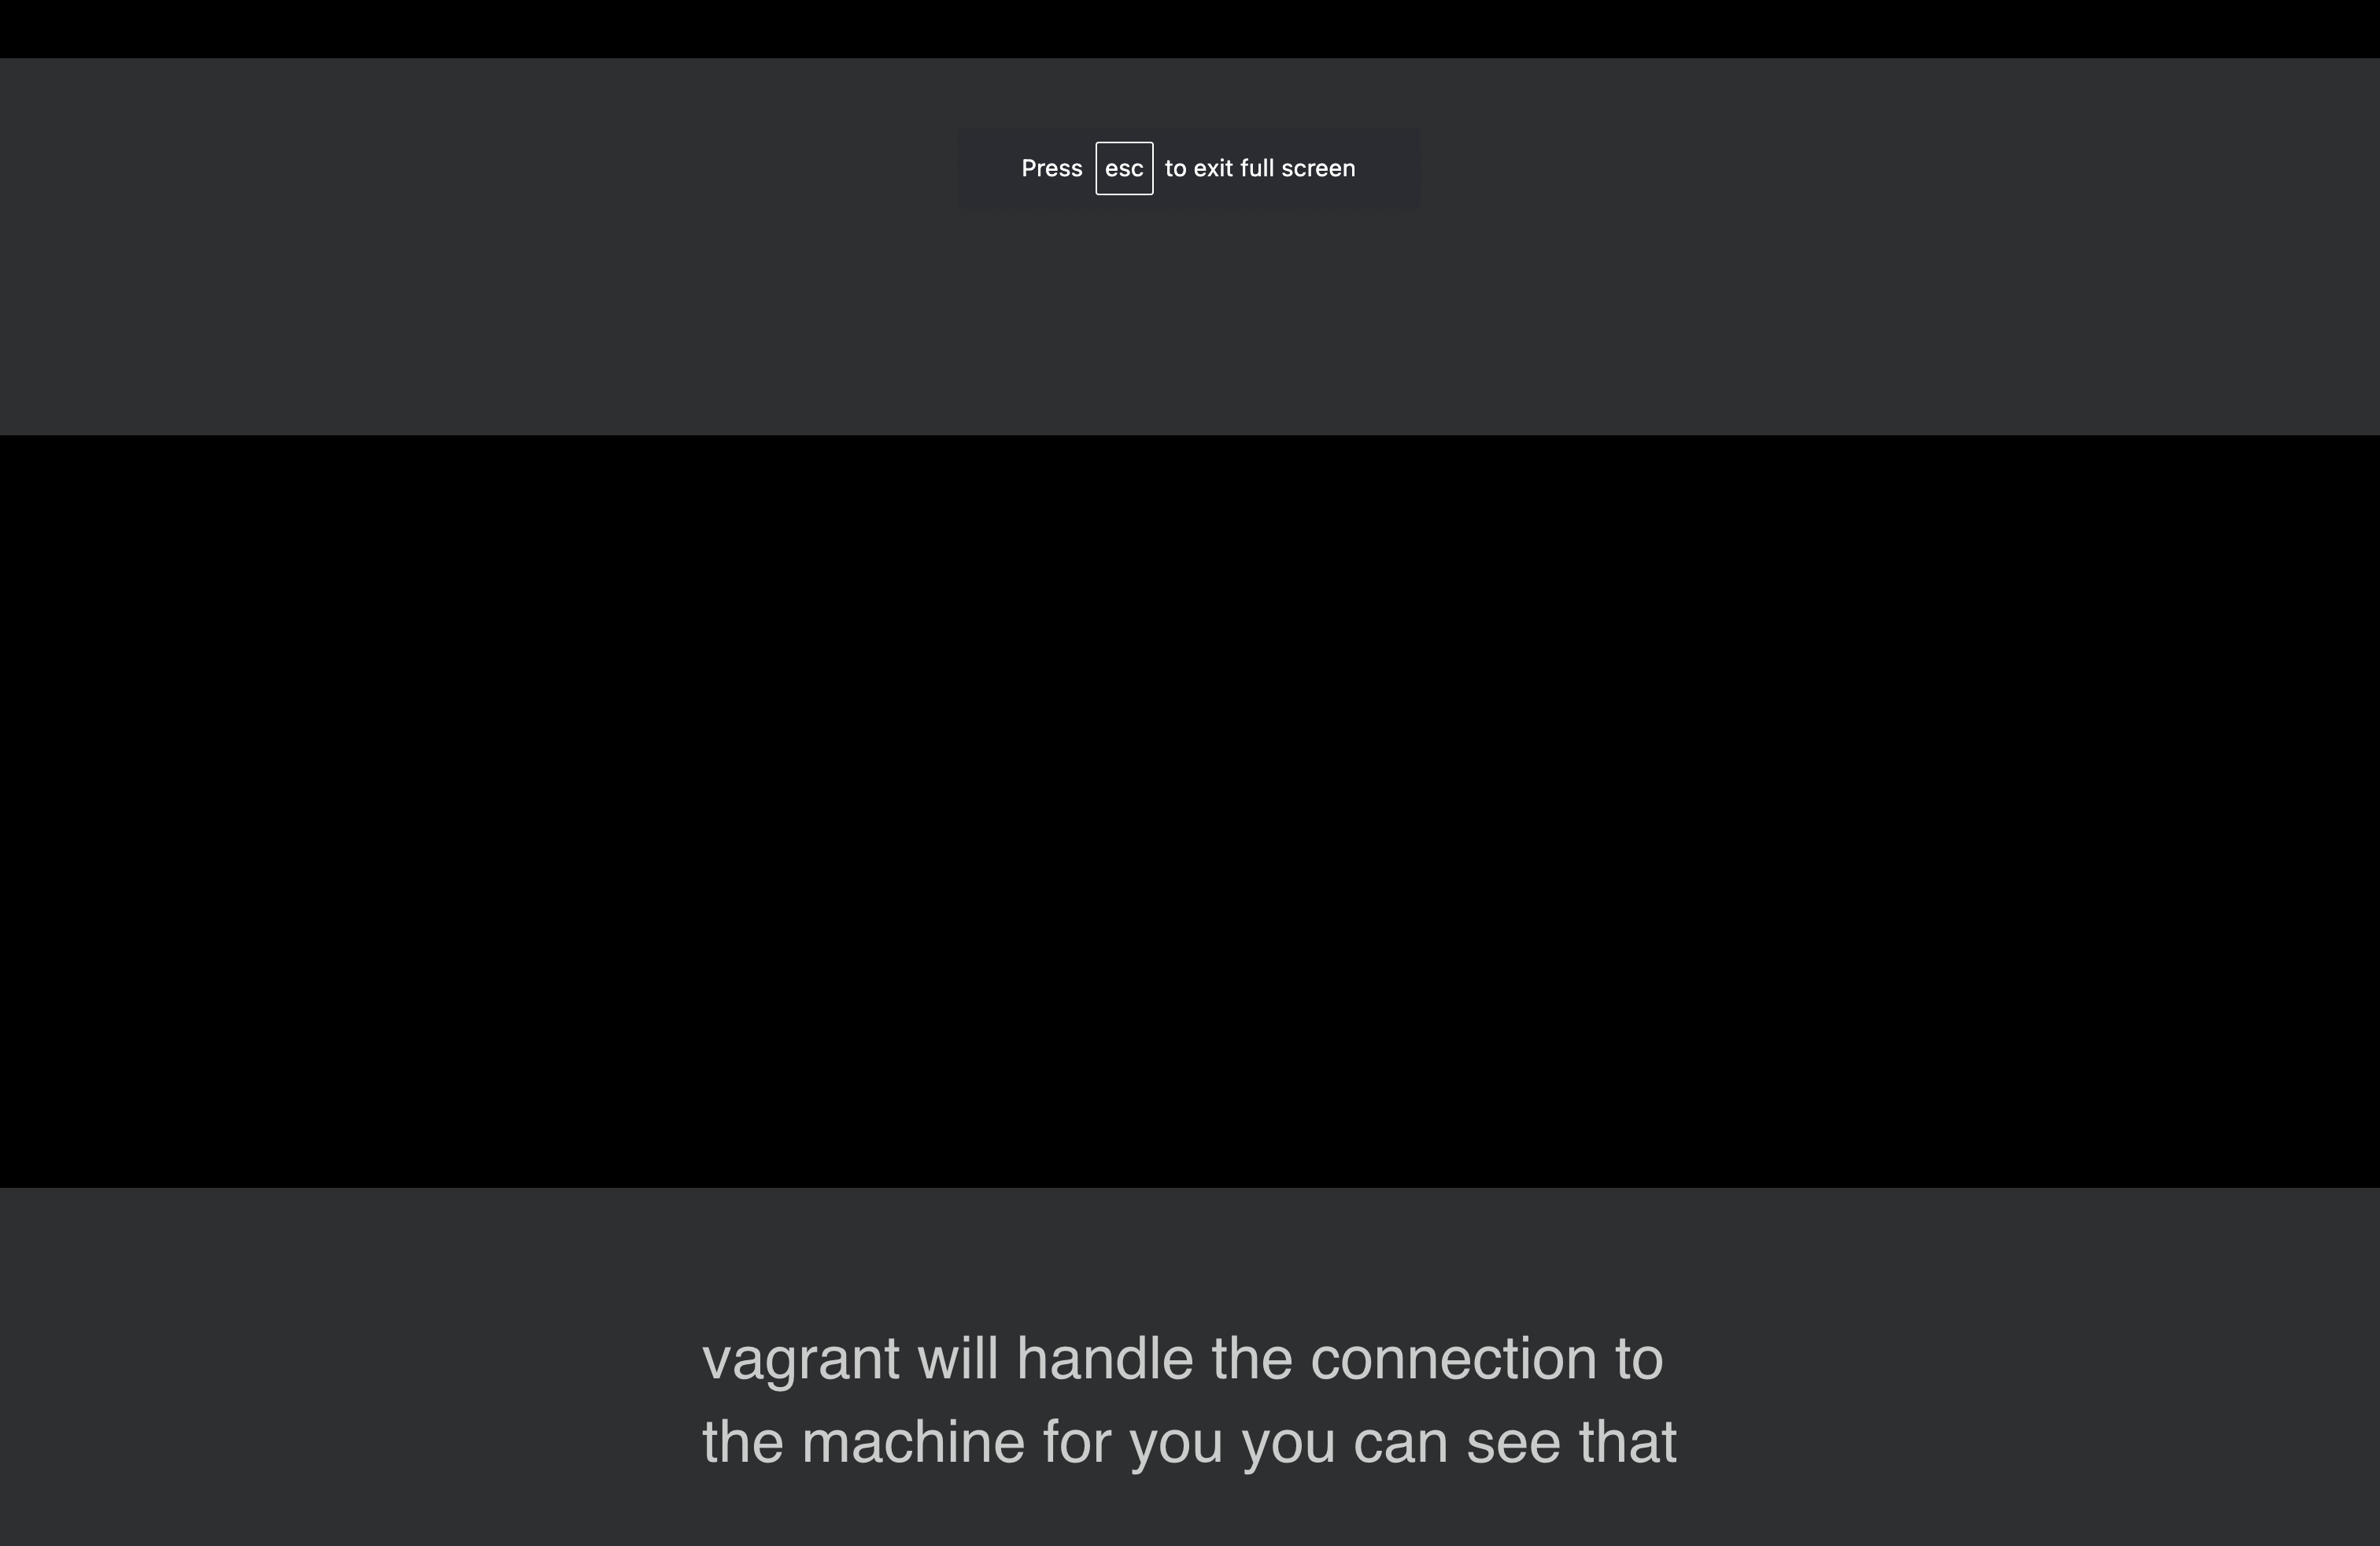 Press esc to exit full screen
vagrant will handle the connection to
the machine for you you can see that